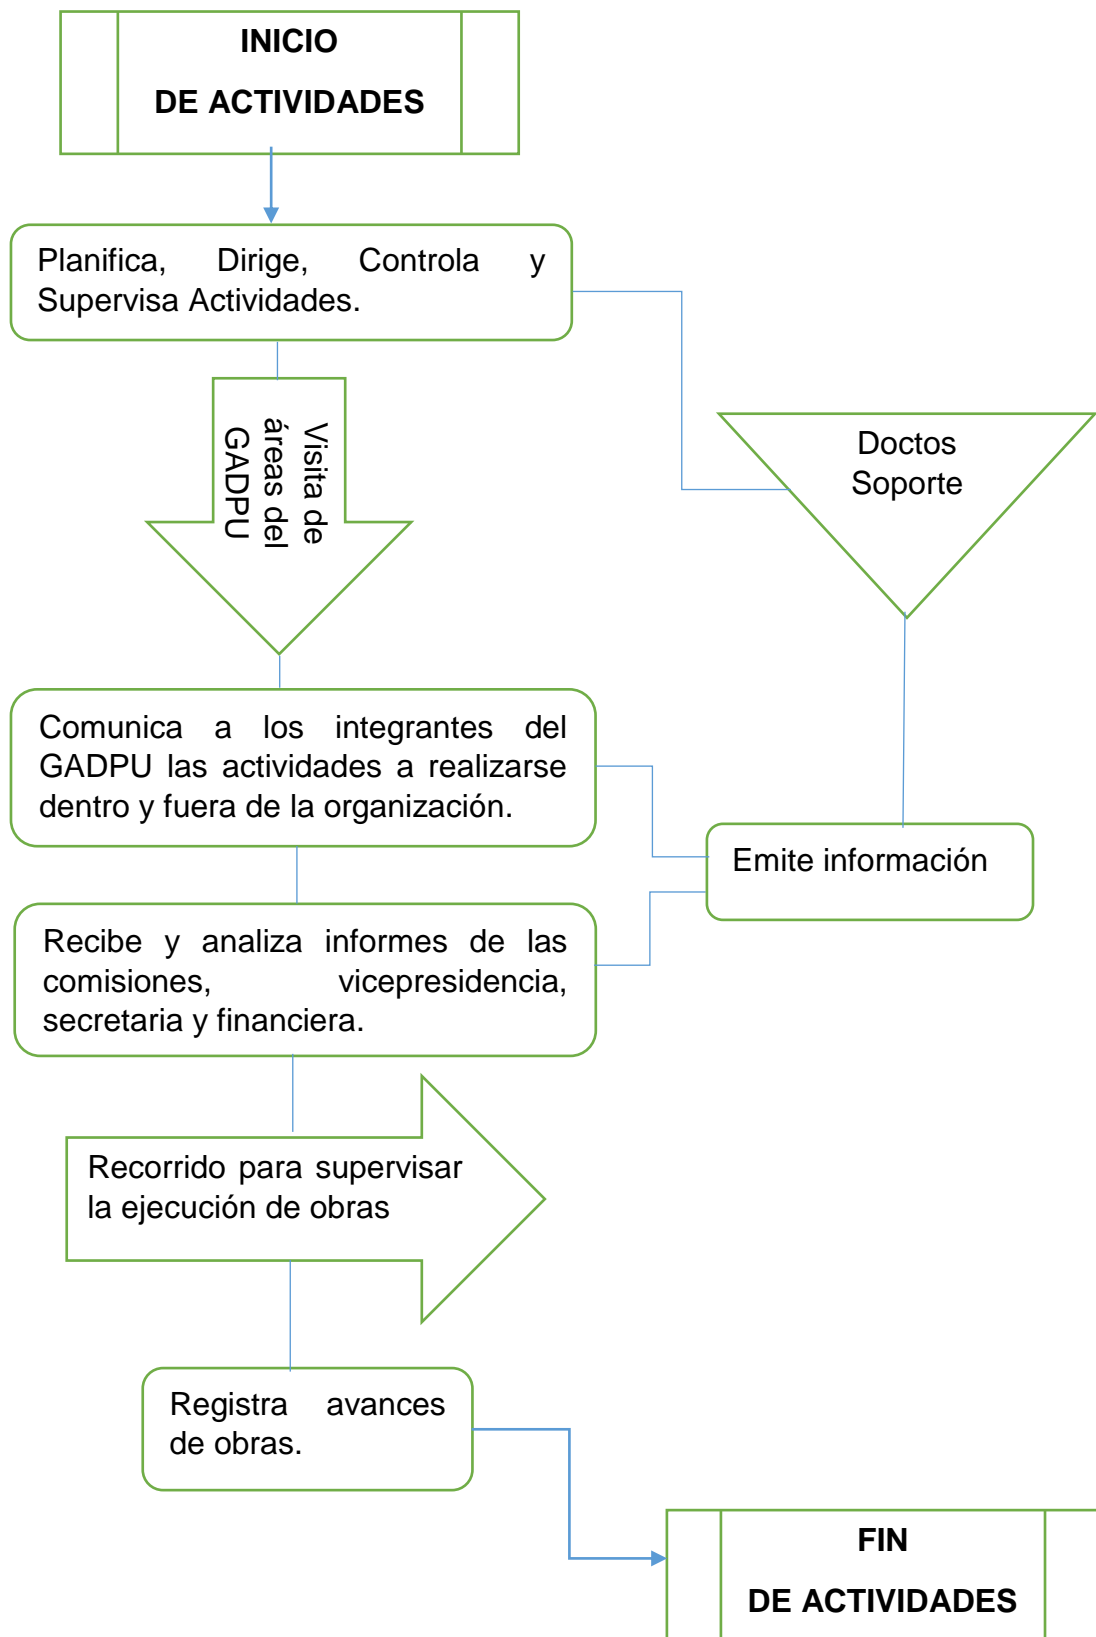 INICIO
DE ACTIVIDADES
Planifica, Dirige, Controla y
Supervisa Actividades.
Visita de
áreas del
GADPU
Doctos
Soporte
Comunica a los integrantes del
GADPU las actividades a realizarse
dentro y fuera de la organización.
Emite información
Recibe y analiza informes de las
comisiones, vicepresidencia,
secretaria y financiera.
Recorrido para supervisar
la ejecución de obras
Registra avances
de obras.
FIN
DE ACTIVIDADES